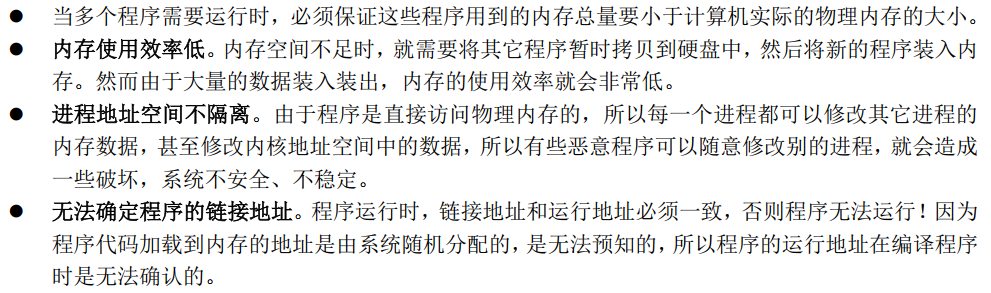 ● 当多个程序需要运行时，必须保证这些程序用到的内存总量要小于计算机实际的物理内存的大小。
● 内存使用效率低。内存空间不足时，就需要将其它程序暂时拷贝到硬盘中，然后将新的程序装入内
存。然而由于大量的数据装入装出，内存的使用效率就会非常低。
● 进程地址空间不隔离。由于程序是直接访问物理内存的，所以每一个进程都可以修改其它进程的
内存数据，甚至修改内核地址空间中的数据，所以有些恶意程序可以随意修改别的进程，就会造成
一些破坏，系统不安全、不稳定。
● 无法确定程序的链接地址。程序运行时，链接地址和运行地址必须一致，否则程序无法运行！因为
程序代码加载到内存的地址是由系统随机分配的，是无法预知的，所以程序的运行地址在编译程序
时是无法确认的。